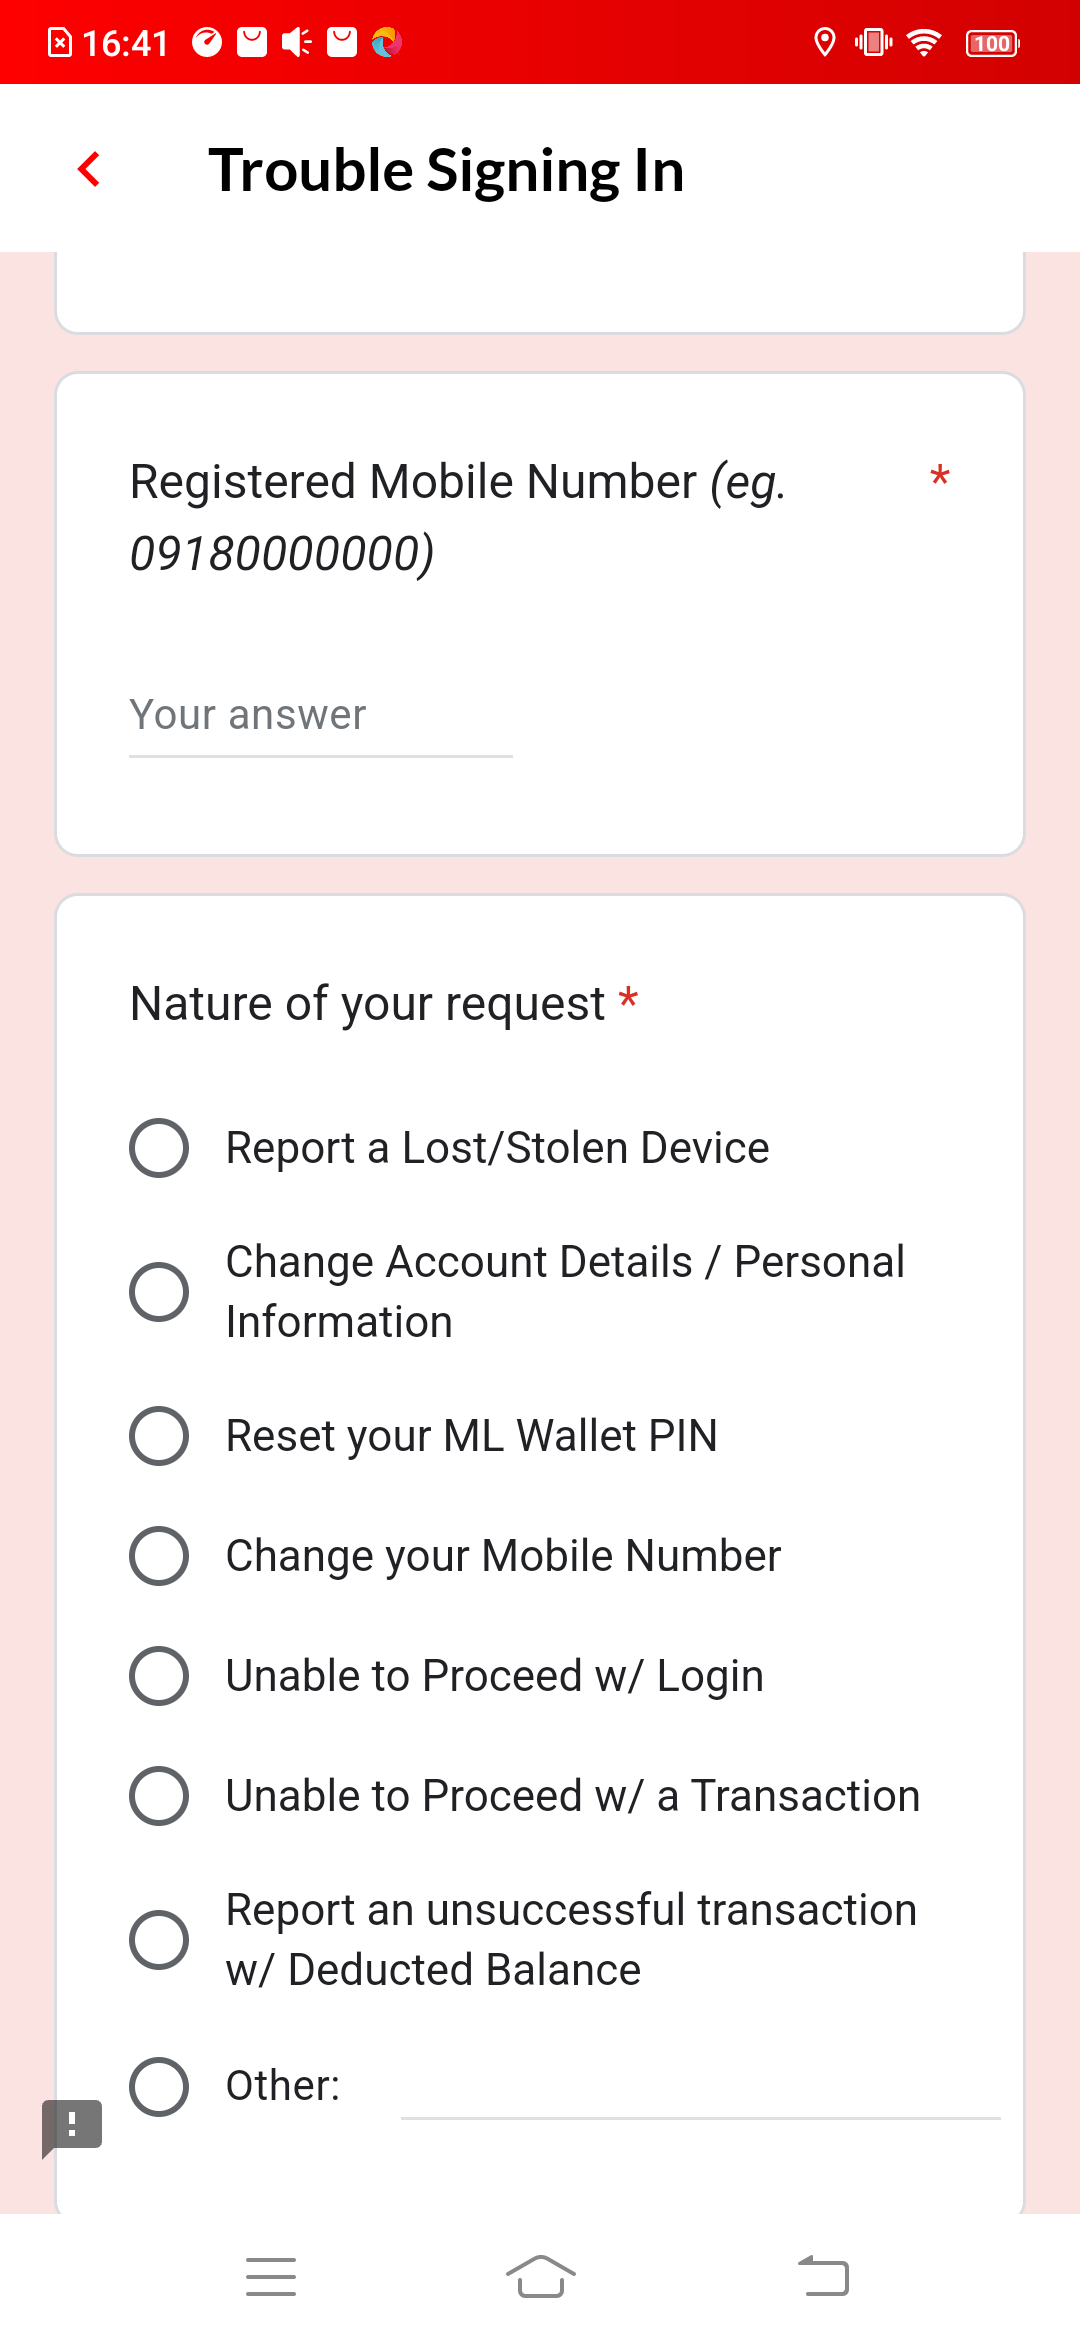 16:41
100
Trouble Signing In
Registered Mobile Number (eg. *
09180000000)
Your answer
Nature of your request *
Report a Lost/Stolen Device
Change Account Details / Personal
Information
Reset your ML Wallet PIN
Change your Mobile Number
Unable to Proceed w/ Login
Unable to Proceed w/ a Transaction
Report an unsuccessful transaction
w/ Deducted Balance
Other: